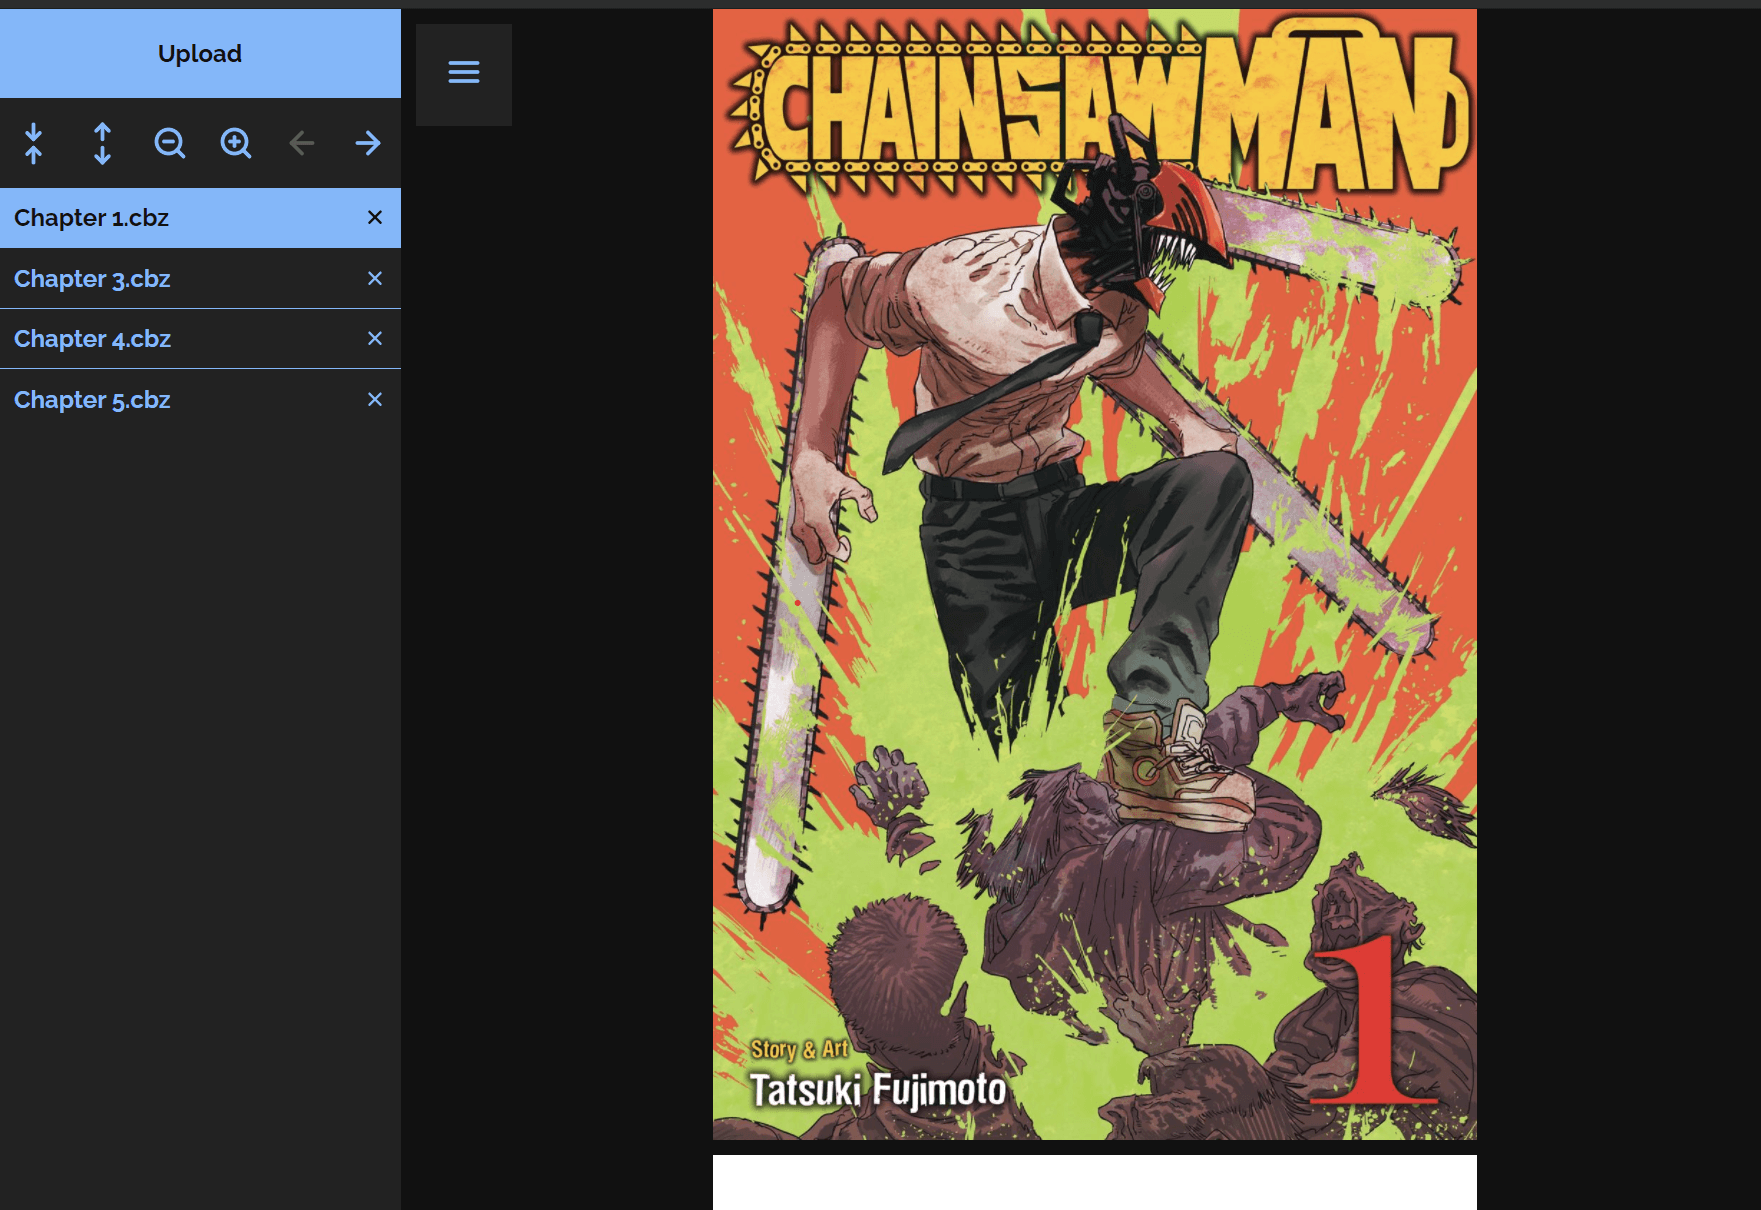 Upload
Chapter 1.cbz
Chapter 3.cbz
Chapter 4.cbz
Chapter 5.cbz
CHAINSAW MAN
Story & Art
Tatsuki Fujimoto
1